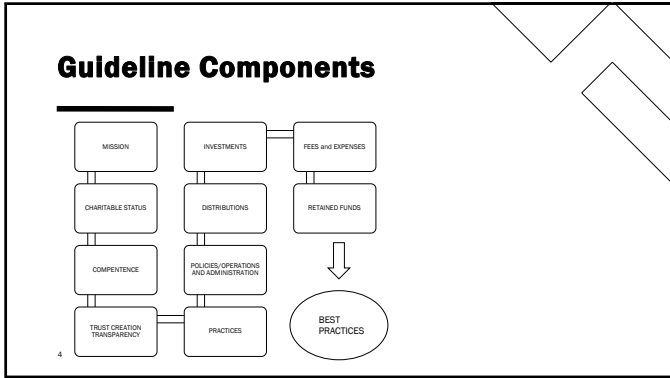 Guideline Components
MISSION
CHARITABLE STATUS
COMPENTENCE
TRUST CREATION
TRANSPARENCY
PRACTICES
POLICIES/OPERATIONS
AND ADMINISTRATION
DISTRIBUTIONS
INVESTMENTS
FEES and EXPENSES
RETAINED FUNDS
BEST
PRACTICES
4